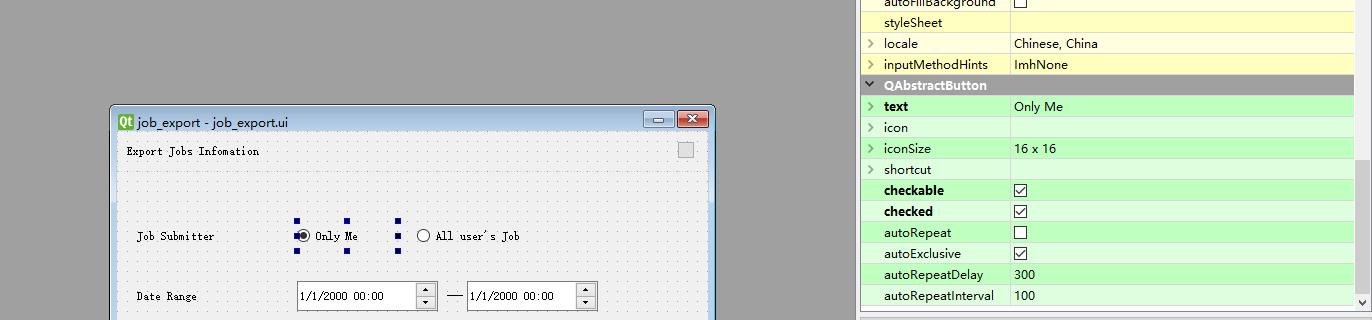 autoFillBackground
styleSheet
locale Chinese, China
inputMethodHints ImhNone
QAbstractButton
text Only Me
icon
iconSize 16 x 16
shortcut
checkable
checked
autoRepeat
autoExclusive
autoRepeatDelay 300
autoRepeatInterval 100
Qt job_export - job_export.ui
Export Jobs Infomation
Job Submitter Only Me All user's Job
Date Range 1/1/2000 00:00 — 1/1/2000 00:00